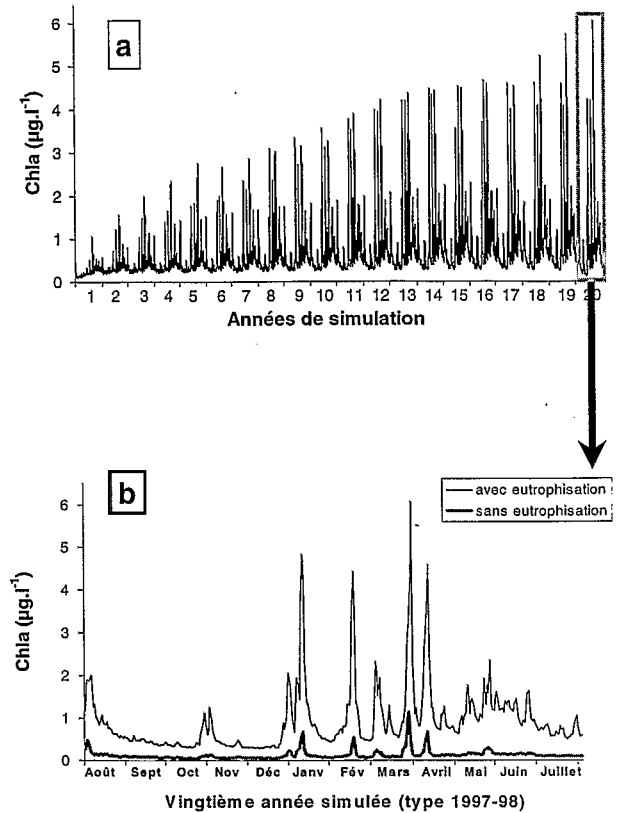 a
6
5
4
3
2
1
0
Chla (µg.l⁻¹)
1 2 3 4 5 6 7 8 9 10 11 12 13 14 15 16 17 18 19 20
Années de simulation
b
avec eutrophisation
sans eutrophisation
6
5
4
3
2
1
0
Chla (µg.l⁻¹)
Août Sept Oct Nov Déc Janv Fév Mars Avril Mai Juin Juillet
Vingtième année simulée (type 1997-98)